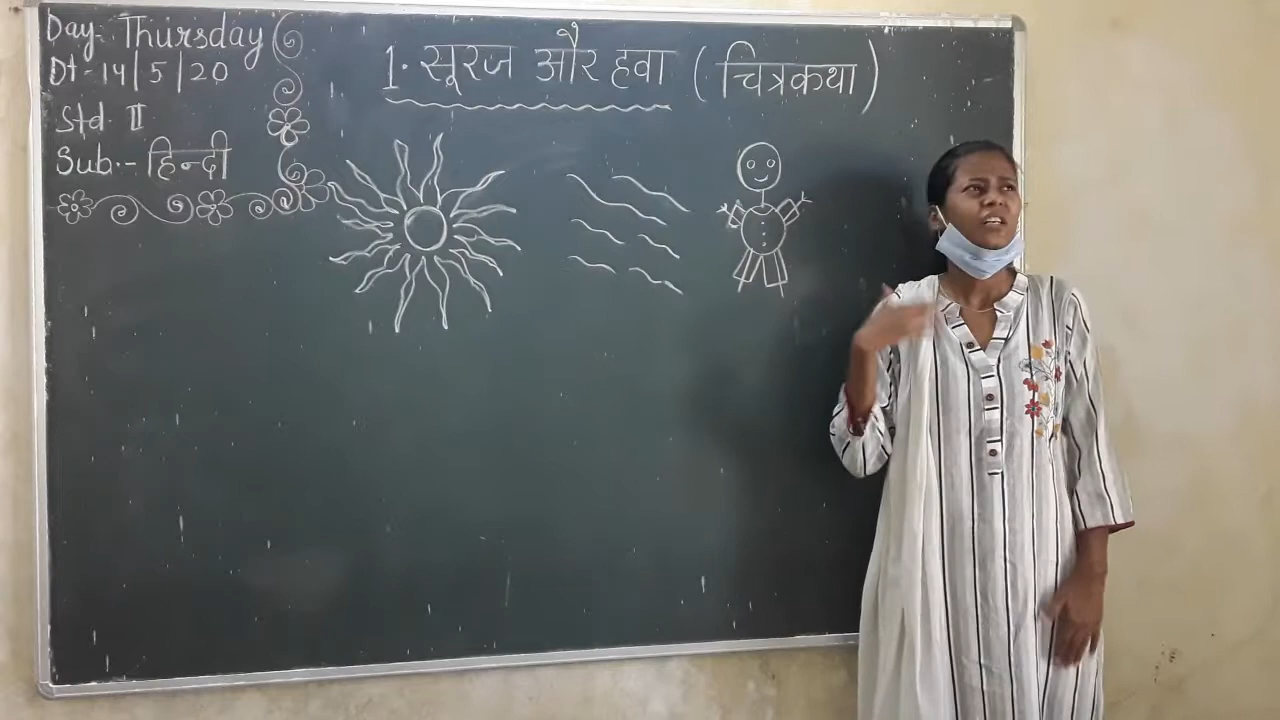 Day:- Thursday
Dt - 14/5/20
Std. II
Sub:- हिन्दी
1. सूरज और हवा (चित्रकथा)